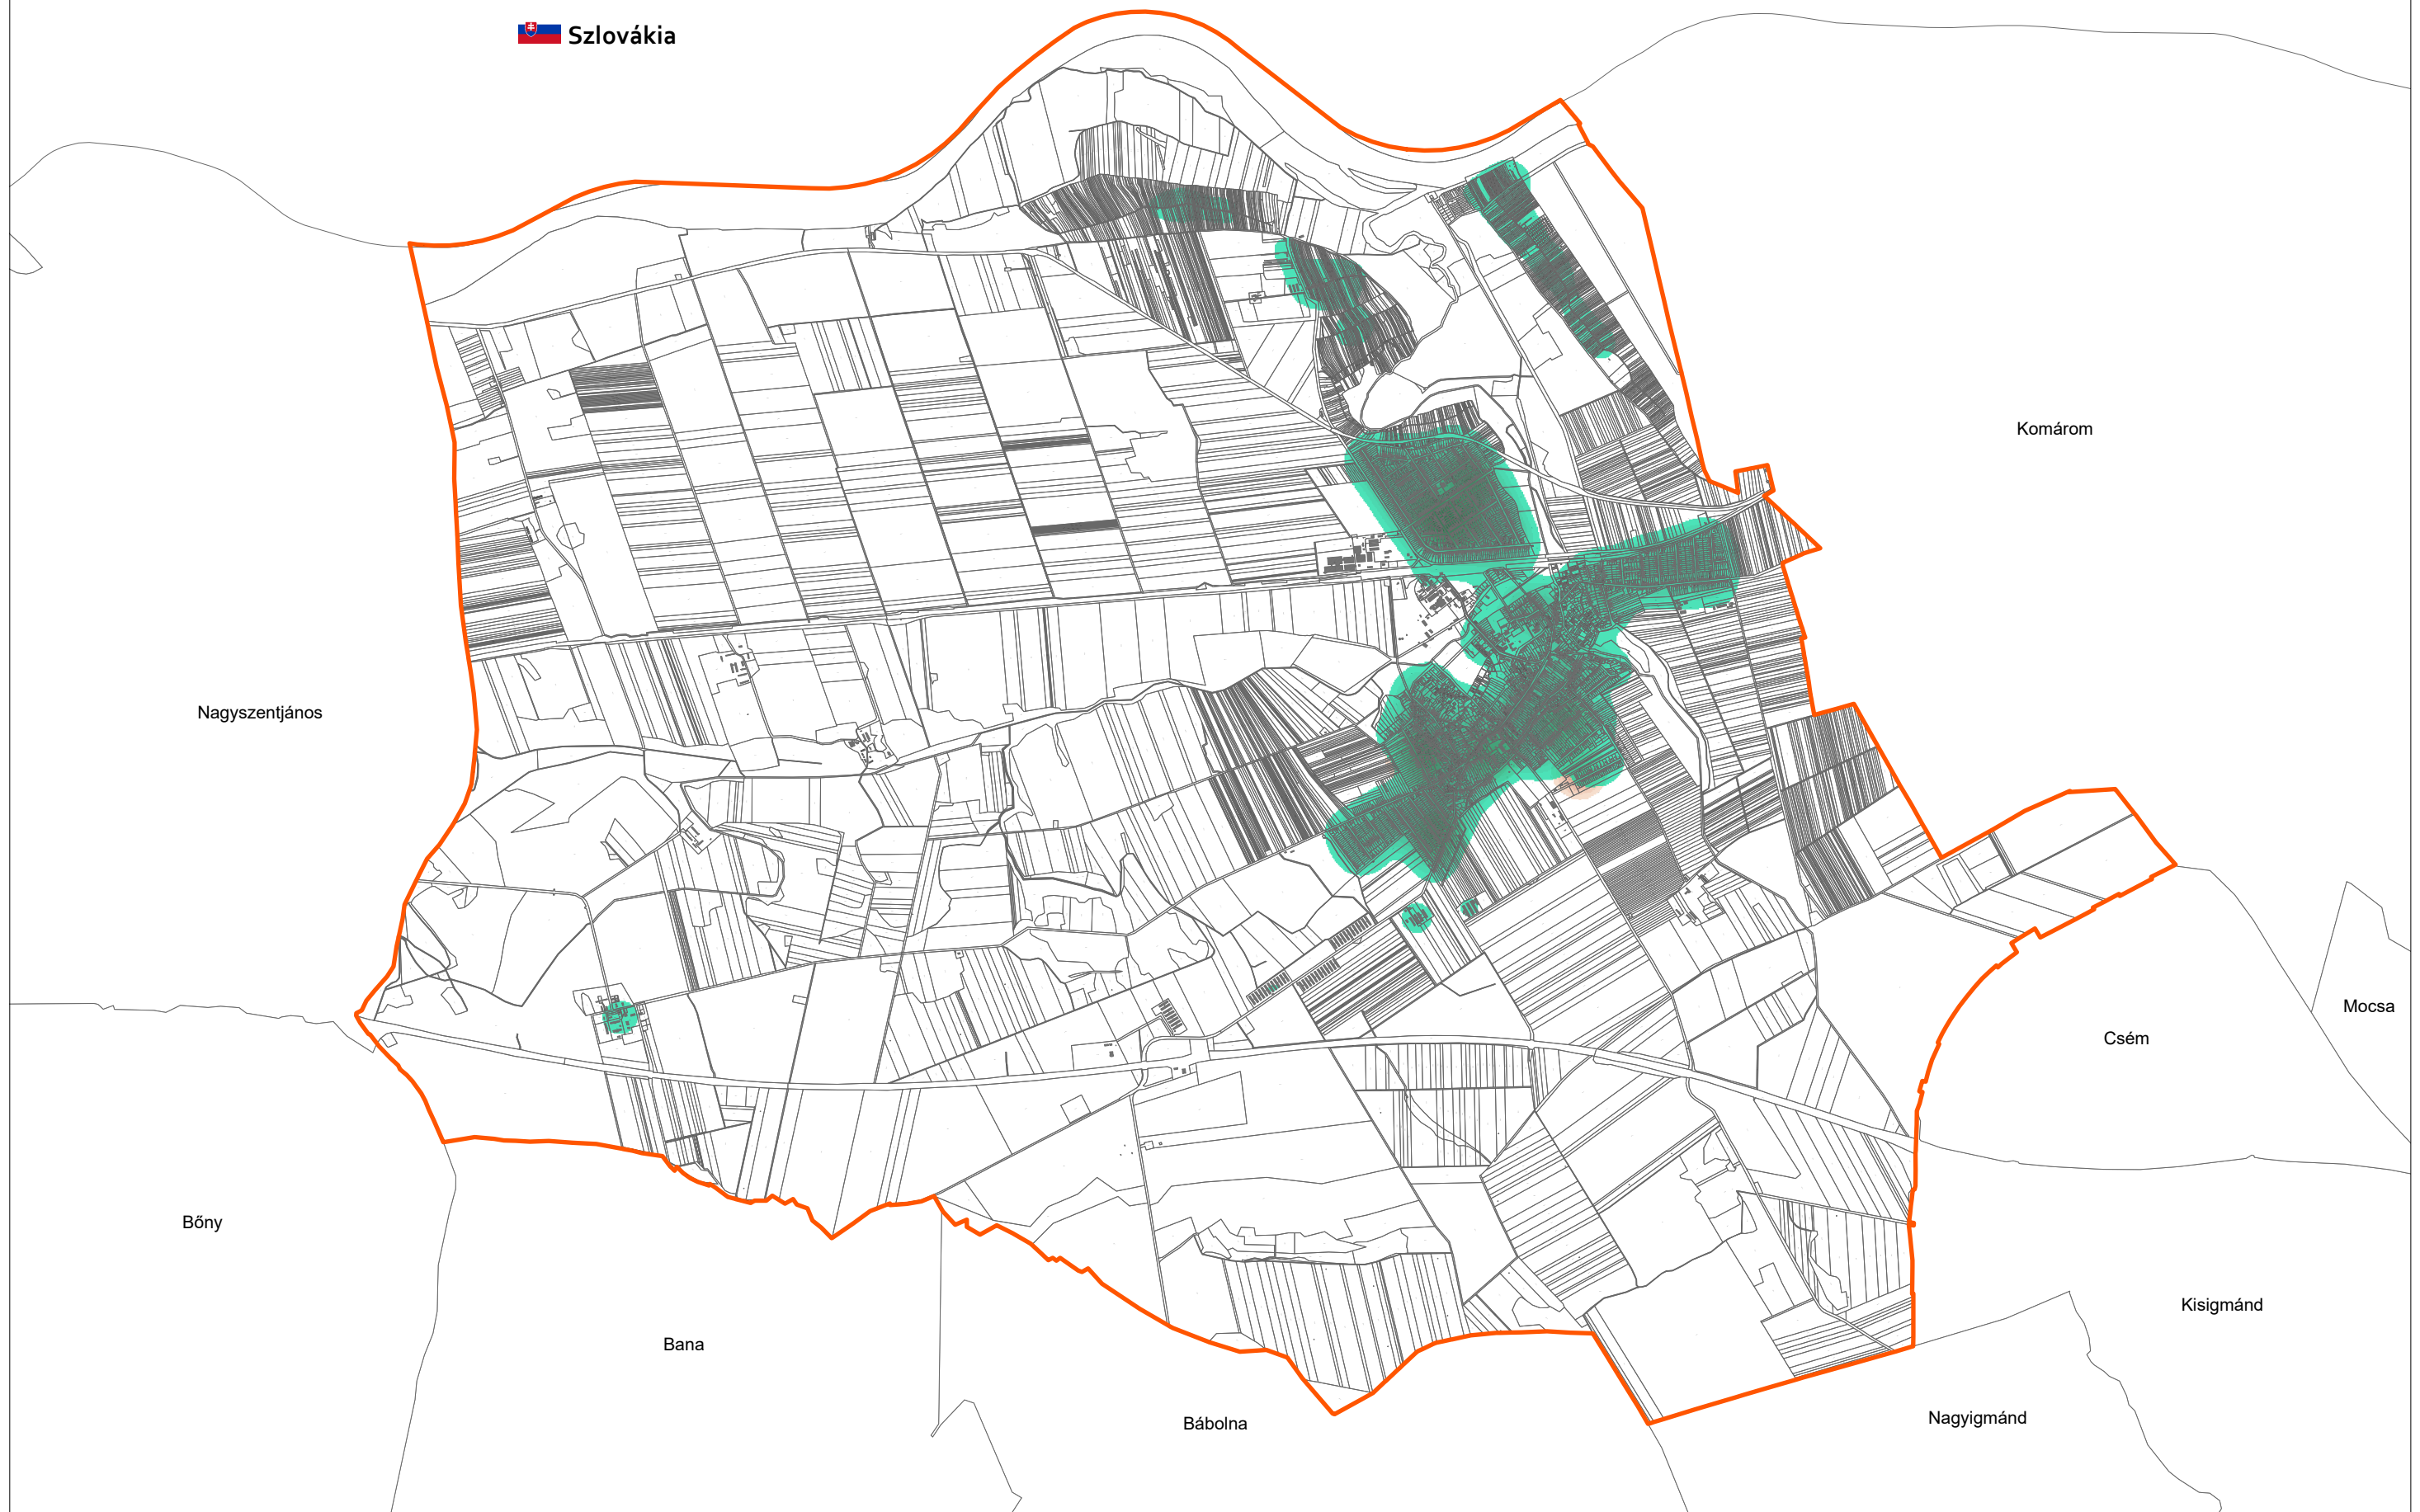 Szlovákia
Komárom
Nagyszentjános
Mocsa
Csém
Bőny
Kisigmánd
Bana
Nagyigmánd
Bábolna